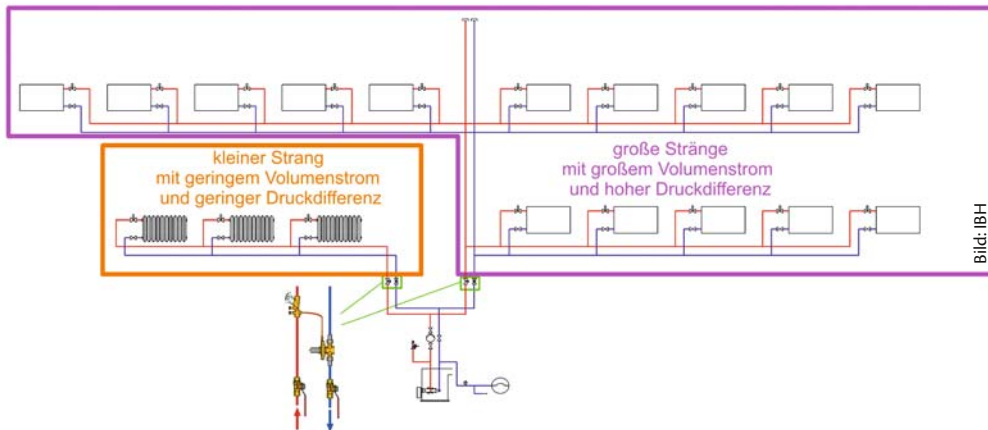 kleiner Strang
mit geringem Volumenstrom
und geringer Druckdifferenz
große Stränge
mit großem Volumenstrom
und hoher Druckdifferenz
Bild: IBH